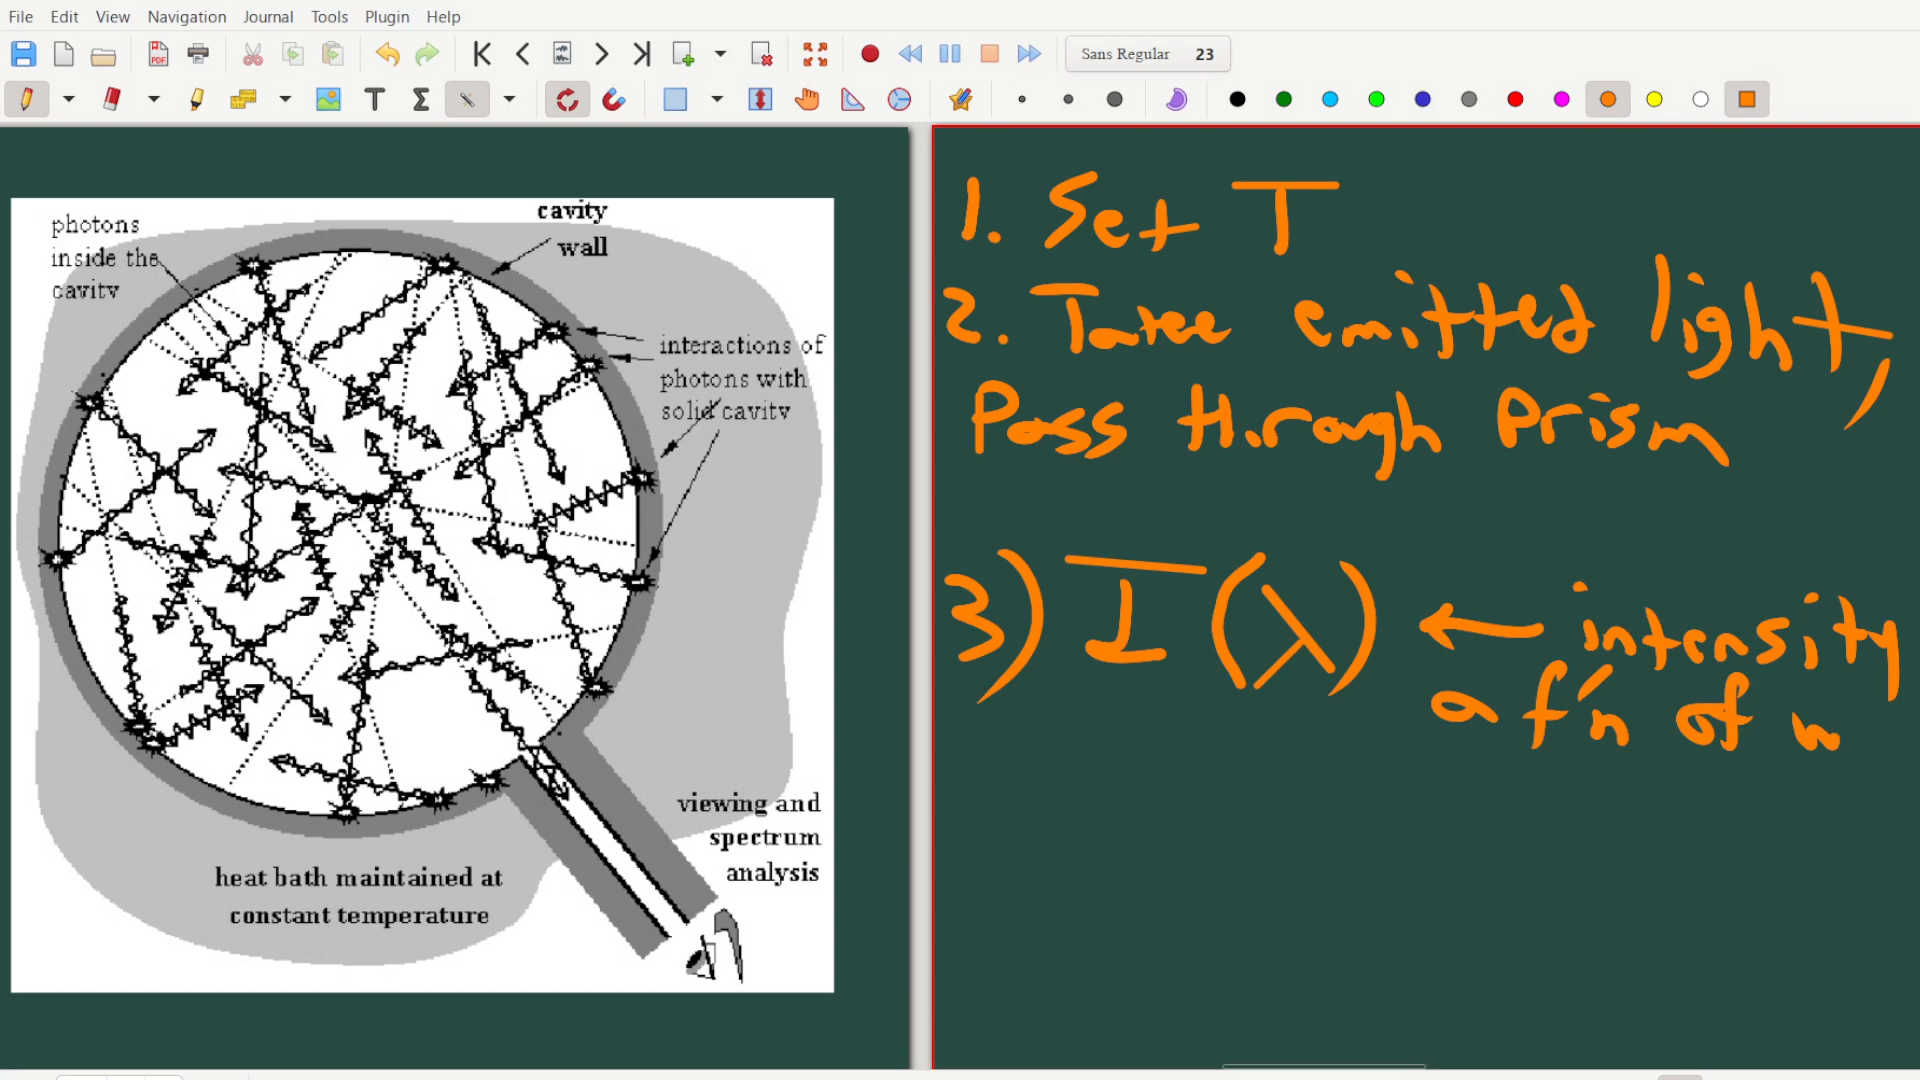 File Edit View Navigation Journal Tools Plugin Help
PDF
Sans Regular 23
T Σ
photons
inside the
cavity
cavity
wall
interactions of
photons with
solid cavity
viewing and
spectrum
analysis
heat bath maintained at
constant temperature
1. Set T
2. Take emitted light,
Pass through Prism
3) I(λ) ← intensity
a f'n of w